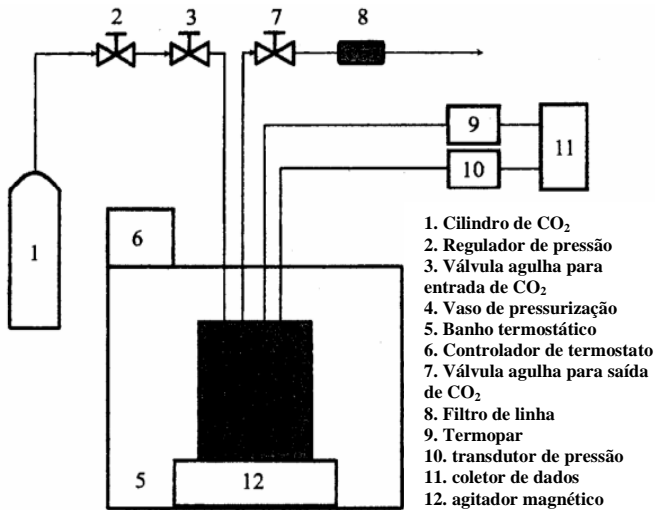 2 3 7 8
9
11
10
6
1
5 12
1. Cilindro de CO₂
2. Regulador de pressão
3. Válvula agulha para
entrada de CO₂
4. Vaso de pressurização
5. Banho termostático
6. Controlador de termostato
7. Válvula agulha para saída
de CO₂
8. Filtro de linha
9. Termopar
10. transdutor de pressão
11. coletor de dados
12. agitador magnético